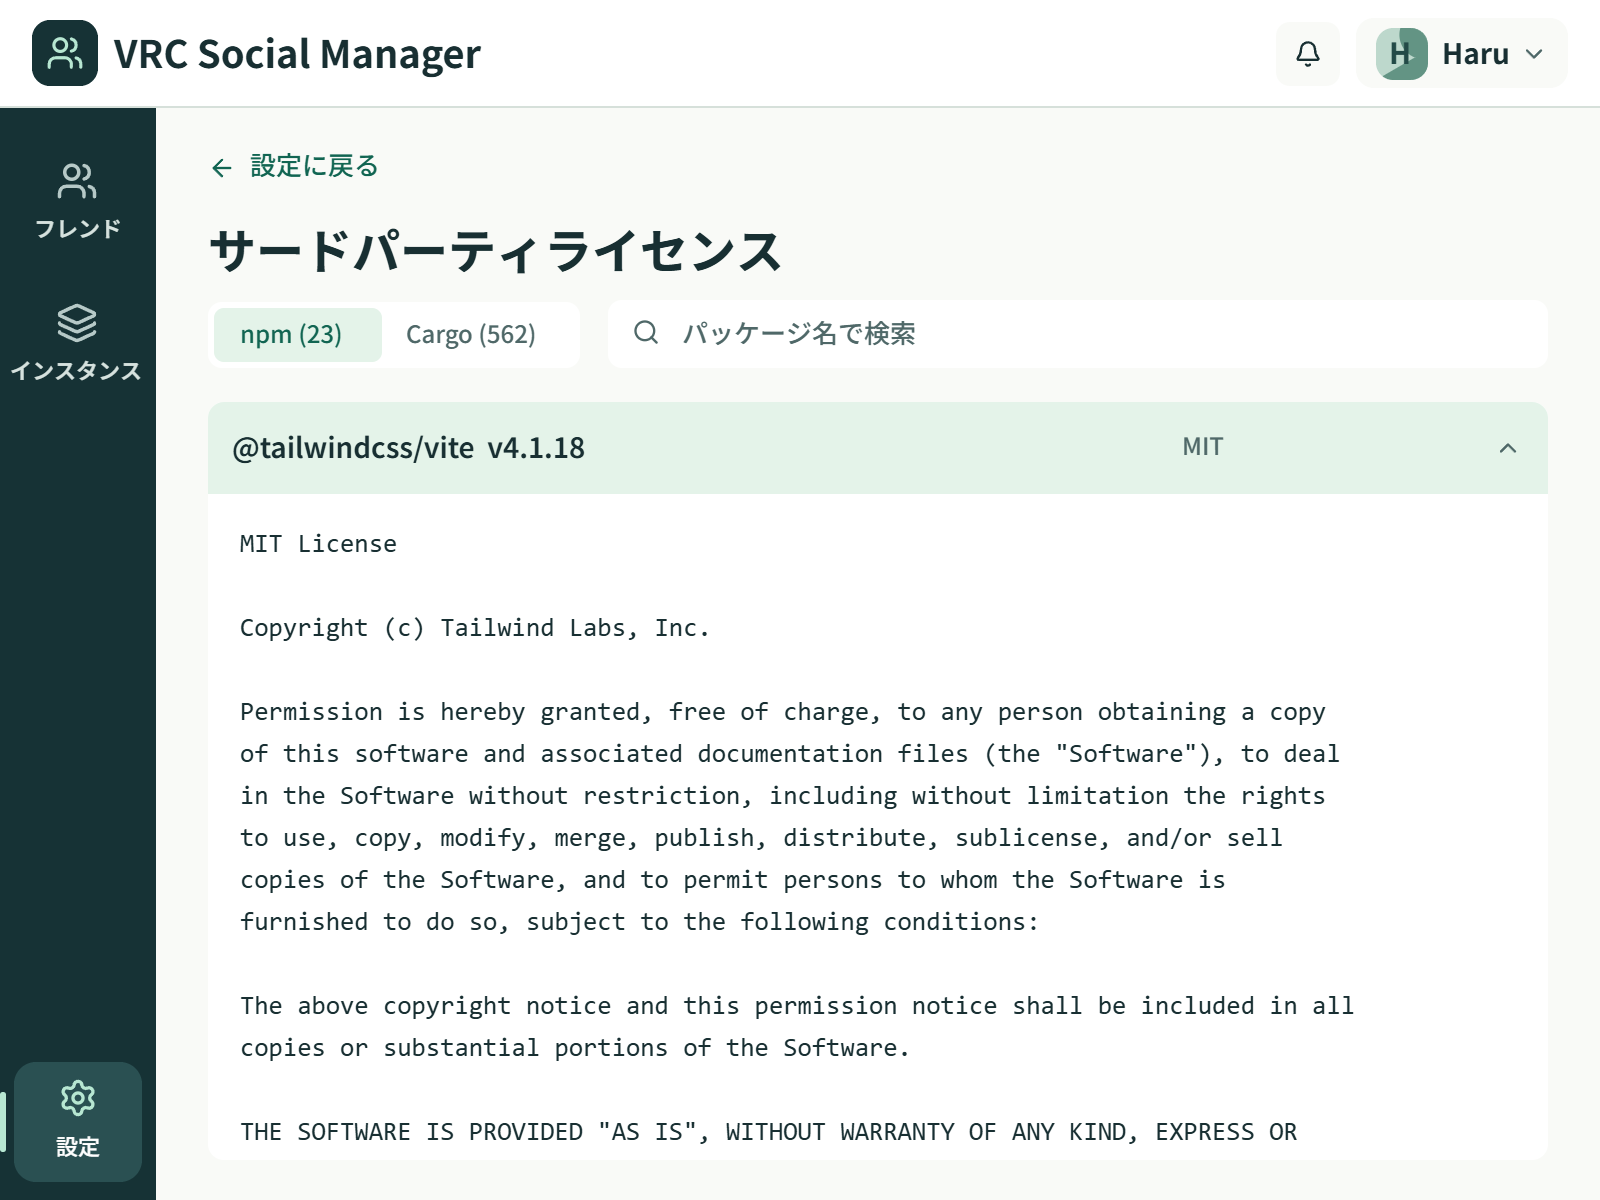 VRC Social Manager
H Haru
フレンド
インスタンス
設定
設定に戻る
サードパーティライセンス
npm (23) Cargo (562) パッケージ名で検索
@tailwindcss/vite v4.1.18 MIT
MIT License
Copyright (c) Tailwind Labs, Inc.
Permission is hereby granted, free of charge, to any person obtaining a copy
of this software and associated documentation files (the "Software"), to deal
in the Software without restriction, including without limitation the rights
to use, copy, modify, merge, publish, distribute, sublicense, and/or sell
copies of the Software, and to permit persons to whom the Software is
furnished to do so, subject to the following conditions:
The above copyright notice and this permission notice shall be included in all
copies or substantial portions of the Software.
THE SOFTWARE IS PROVIDED "AS IS", WITHOUT WARRANTY OF ANY KIND, EXPRESS OR